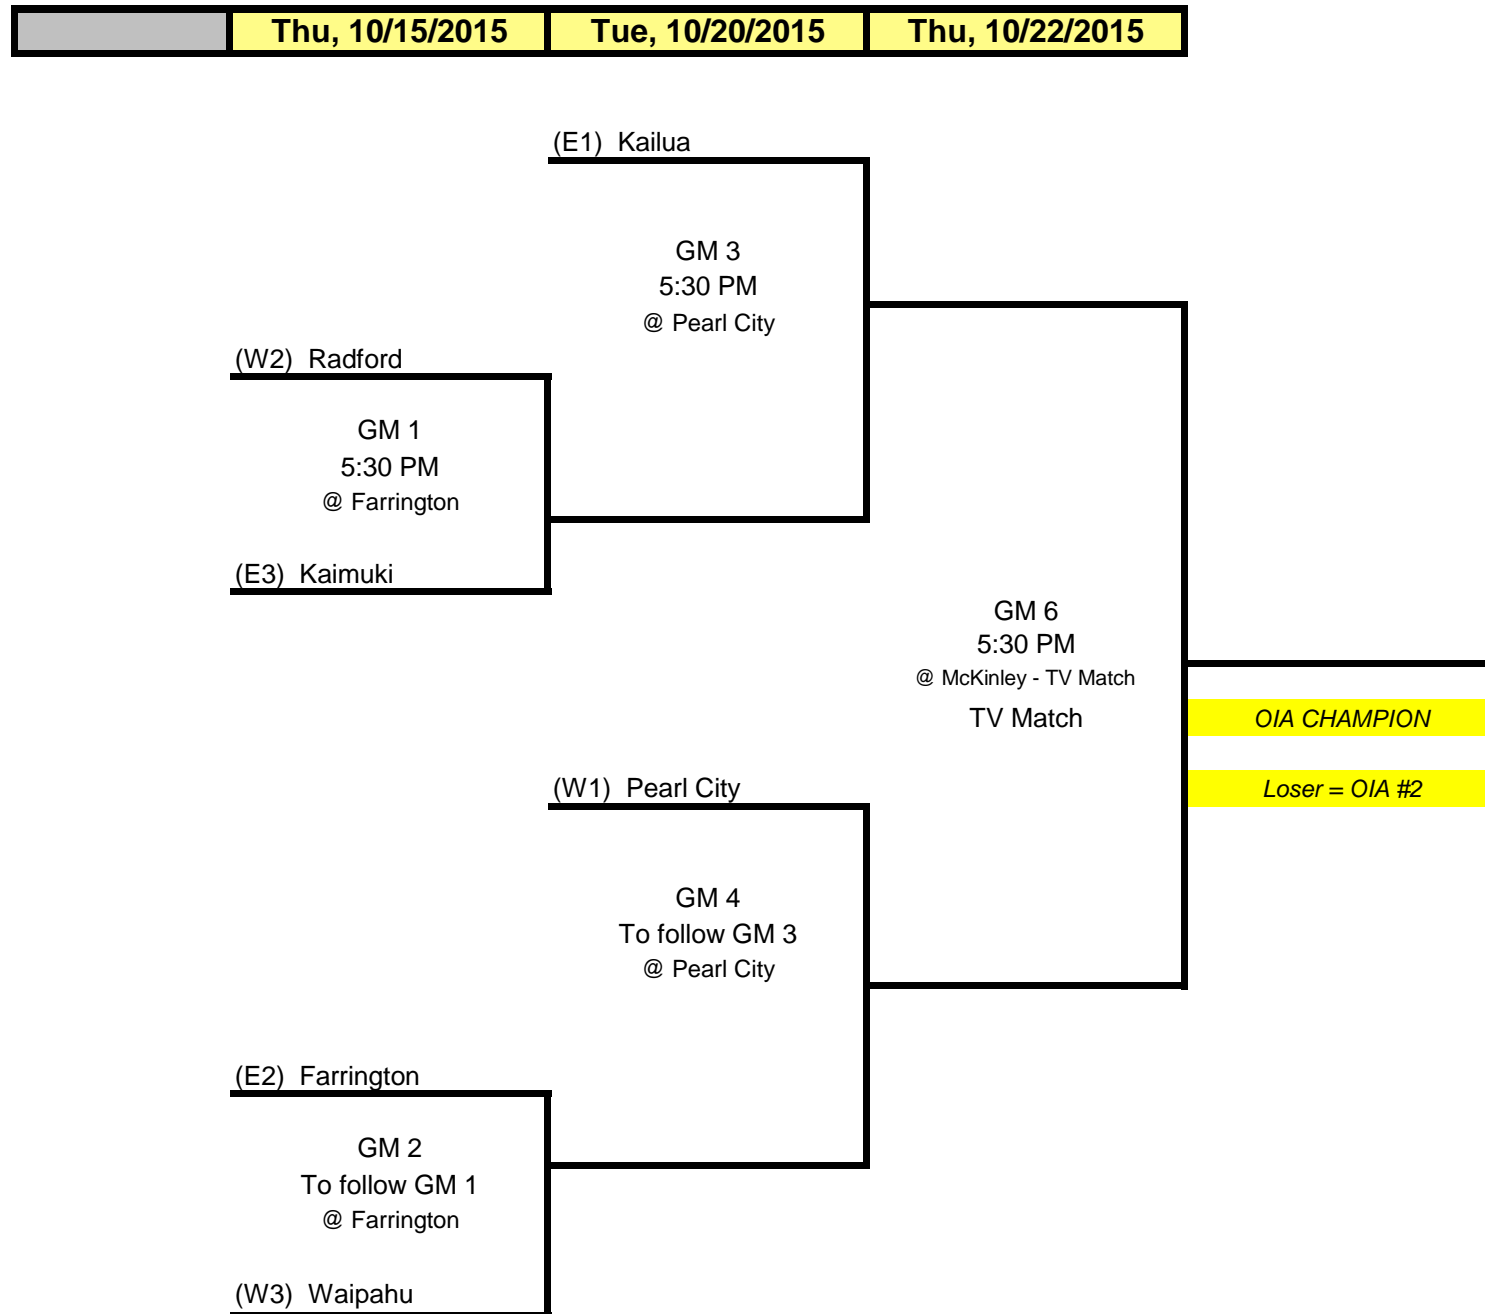 Thu, 10/15/2015 Tue, 10/20/2015 Thu, 10/22/2015
(E1) Kailua
GM 3
5:30 PM
@ Pearl City
(W2) Radford
GM 1
5:30 PM
@ Farrington
(E3) Kaimuki
GM 6
5:30 PM
@ McKinley - TV Match
TV Match
OIA CHAMPION
Loser = OIA #2
(W1) Pearl City
GM 4
To follow GM 3
@ Pearl City
(E2) Farrington
GM 2
To follow GM 1
@ Farrington
(W3) Waipahu